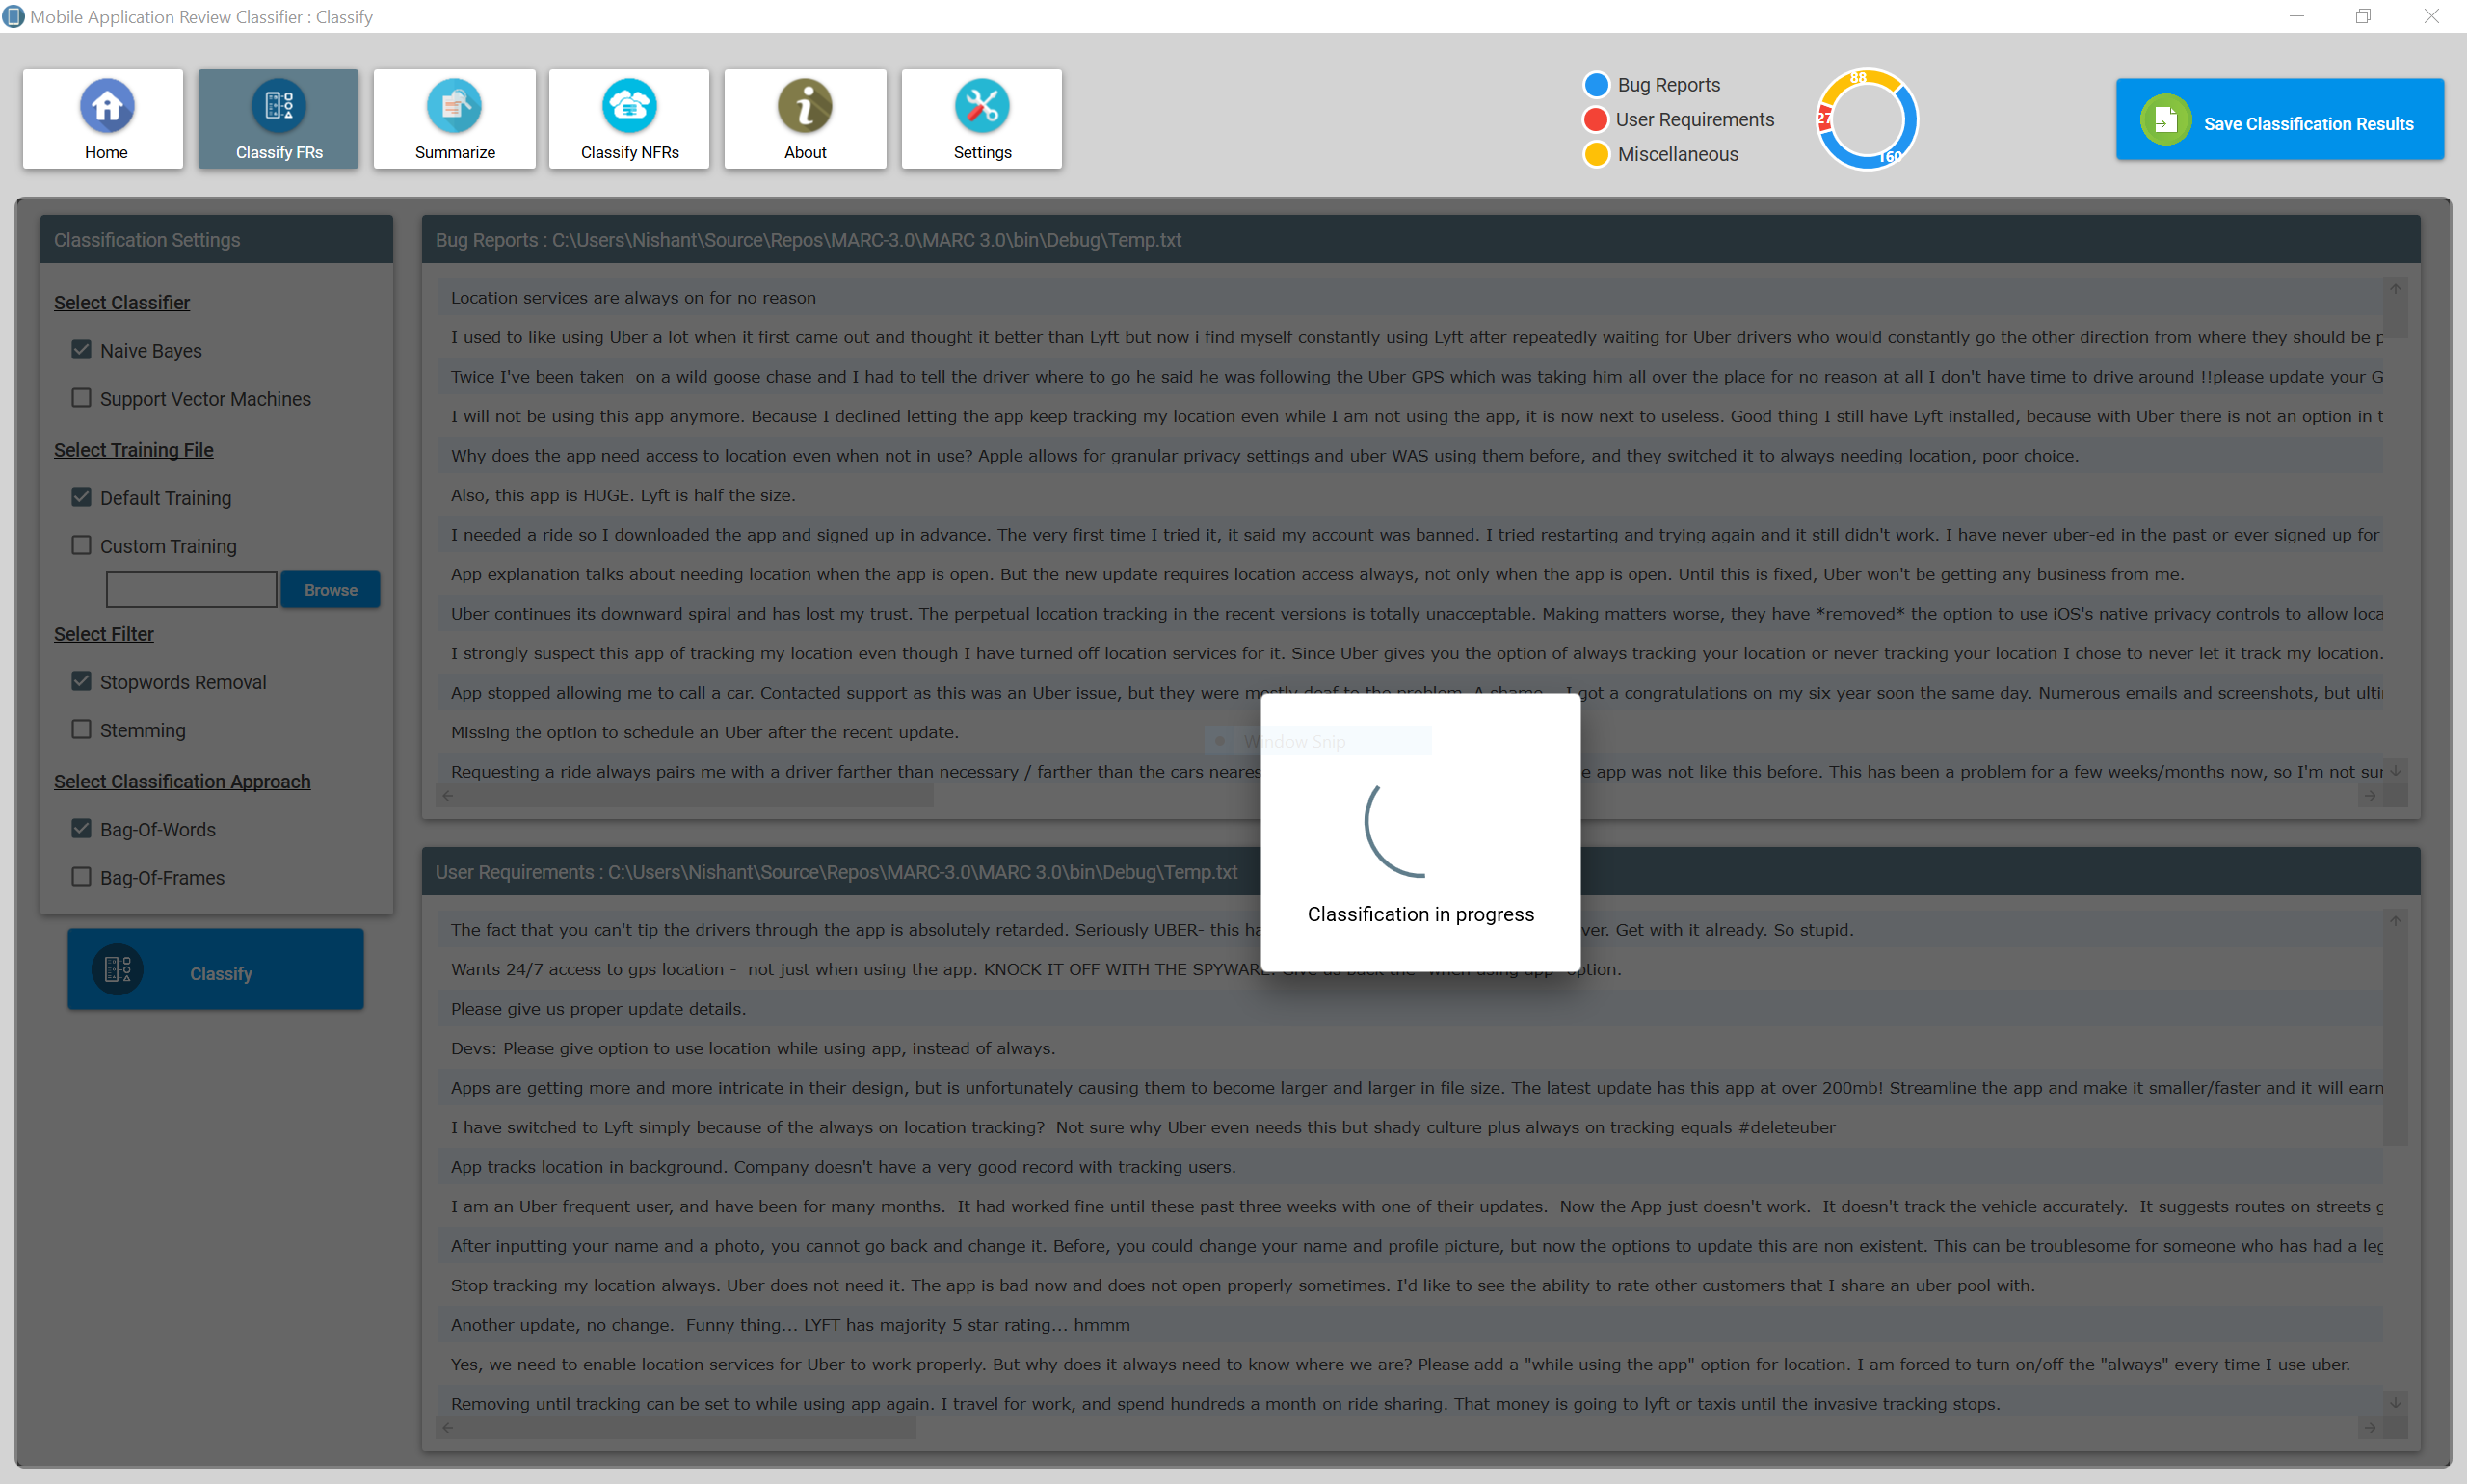 Mobile Application Review Classifier : Classify
Home
Classify FRs
Summarize
Classify NFRs
About
Settings
Bug Reports
User Requirements
Miscellaneous
88
27
160
Save Classification Results
Classification Settings
Select Classifier
Naive Bayes
Support Vector Machines
Select Training File
Default Training
Custom Training
Browse
Select Filter
Stopwords Removal
Stemming
Select Classification Approach
Bag-Of-Words
Bag-Of-Frames
Classify
Bug Reports : C:\Users\Nishant\Source\Repos\MARC-3.0\MARC 3.0\bin\Debug\Temp.txt
Location services are always on for no reason
I used to like using Uber a lot when it first came out and thought it better than Lyft but now i find myself constantly using Lyft after repeatedly waiting for Uber drivers who would constantly go the other direction from where they should be p
Twice I've been taken  on a wild goose chase and I had to tell the driver where to go he said he was following the Uber GPS which was taking him all over the place for no reason at all I don't have time to drive around !!please update your G
I will not be using this app anymore. Because I declined letting the app keep tracking my location even while I am not using the app, it is now next to useless. Good thing I still have Lyft installed, because with Uber there is not an option in t
Why does the app need access to location even when not in use? Apple allows for granular privacy settings and uber WAS using them before, and they switched it to always needing location, poor choice.
Also, this app is HUGE. Lyft is half the size.
I needed a ride so I downloaded the app and signed up in advance. The very first time I tried it, it said my account was banned. I tried restarting and trying again and it still didn't work. I have never uber-ed in the past or ever signed up for
App explanation talks about needing location when the app is open. But the new update requires location access always, not only when the app is open. Until this is fixed, Uber won't be getting any business from me.
Uber continues its downward spiral and has lost my trust. The perpetual location tracking in the recent versions is totally unacceptable. Making matters worse, they have *removed* the option to use iOS's native privacy controls to allow loca
I strongly suspect this app of tracking my location even though I have turned off location services for it. Since Uber gives you the option of always tracking your location or never tracking your location I chose to never let it track my location.
App stopped allowing me to call a car. Contacted support as this was an Uber issue, but they were mostly deaf to the problem. A shame... I got a congratulations on my six year soon the same day. Numerous emails and screenshots, but ulti
Missing the option to schedule an Uber after the recent update.
Window Snip
Requesting a ride always pairs me with a driver farther than necessary / farther than the cars neares e app was not like this before. This has been a problem for a few weeks/months now, so I'm not sur
Classification in progress
User Requirements : C:\Users\Nishant\Source\Repos\MARC-3.0\MARC 3.0\bin\Debug\Temp.txt
The fact that you can't tip the drivers through the app is absolutely retarded. Seriously UBER- this ha ver. Get with it already. So stupid.
Wants 24/7 access to gps location -  not just when using the app. KNOCK IT OFF WITH THE SPYWARE! Give us back the "when using app" option.
Please give us proper update details.
Devs: Please give option to use location while using app, instead of always.
Apps are getting more and more intricate in their design, but is unfortunately causing them to become larger and larger in file size. The latest update has this app at over 200mb! Streamline the app and make it smaller/faster and it will earn
I have switched to Lyft simply because of the always on location tracking?  Not sure why Uber even needs this but shady culture plus always on tracking equals #deleteuber
App tracks location in background. Company doesn't have a very good record with tracking users.
I am an Uber frequent user, and have been for many months.  It had worked fine until these past three weeks with one of their updates.  Now the App just doesn't work.  It doesn't track the vehicle accurately.  It suggests routes on streets g
After inputting your name and a photo, you cannot go back and change it. Before, you could change your name and profile picture, but now the options to update this are non existent. This can be troublesome for someone who has had a leg
Stop tracking my location always. Uber does not need it. The app is bad now and does not open properly sometimes. I'd like to see the ability to rate other customers that I share an uber pool with.
Another update, no change.  Funny thing... LYFT has majority 5 star rating... hmmm
Yes, we need to enable location services for Uber to work properly. But why does it always need to know where we are? Please add a "while using the app" option for location. I am forced to turn on/off the "always" every time I use uber.
Removing until tracking can be set to while using app again. I travel for work, and spend hundreds a month on ride sharing. That money is going to lyft or taxis until the invasive tracking stops.